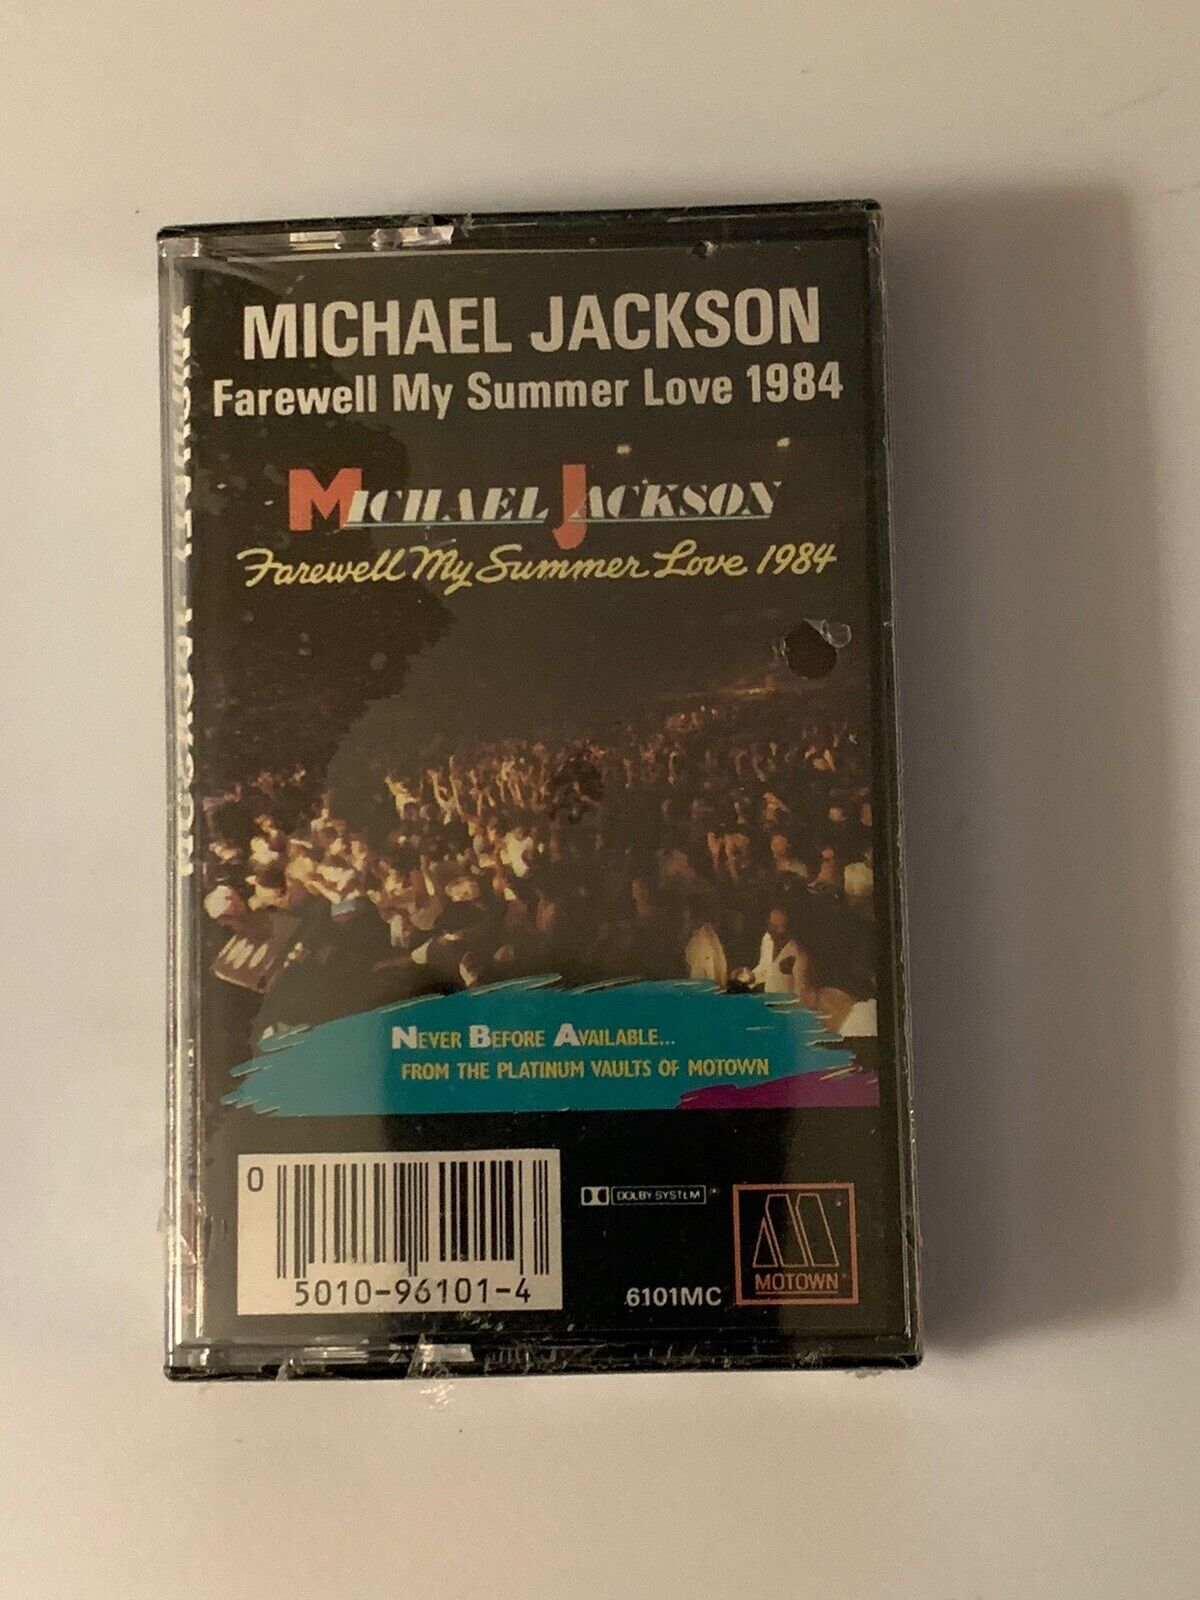 MICHAEL JACKSON
Farewell My Summer Love 1984
MICHAEL JACKSON
Farewell My Summer Love 1984
NEVER BEFORE AVAILABLE...
FROM THE PLATINUM VAULTS OF MOTOWN
0
5010-96101-4
DOLBY SYSTEM
6101MC
MOTOWN